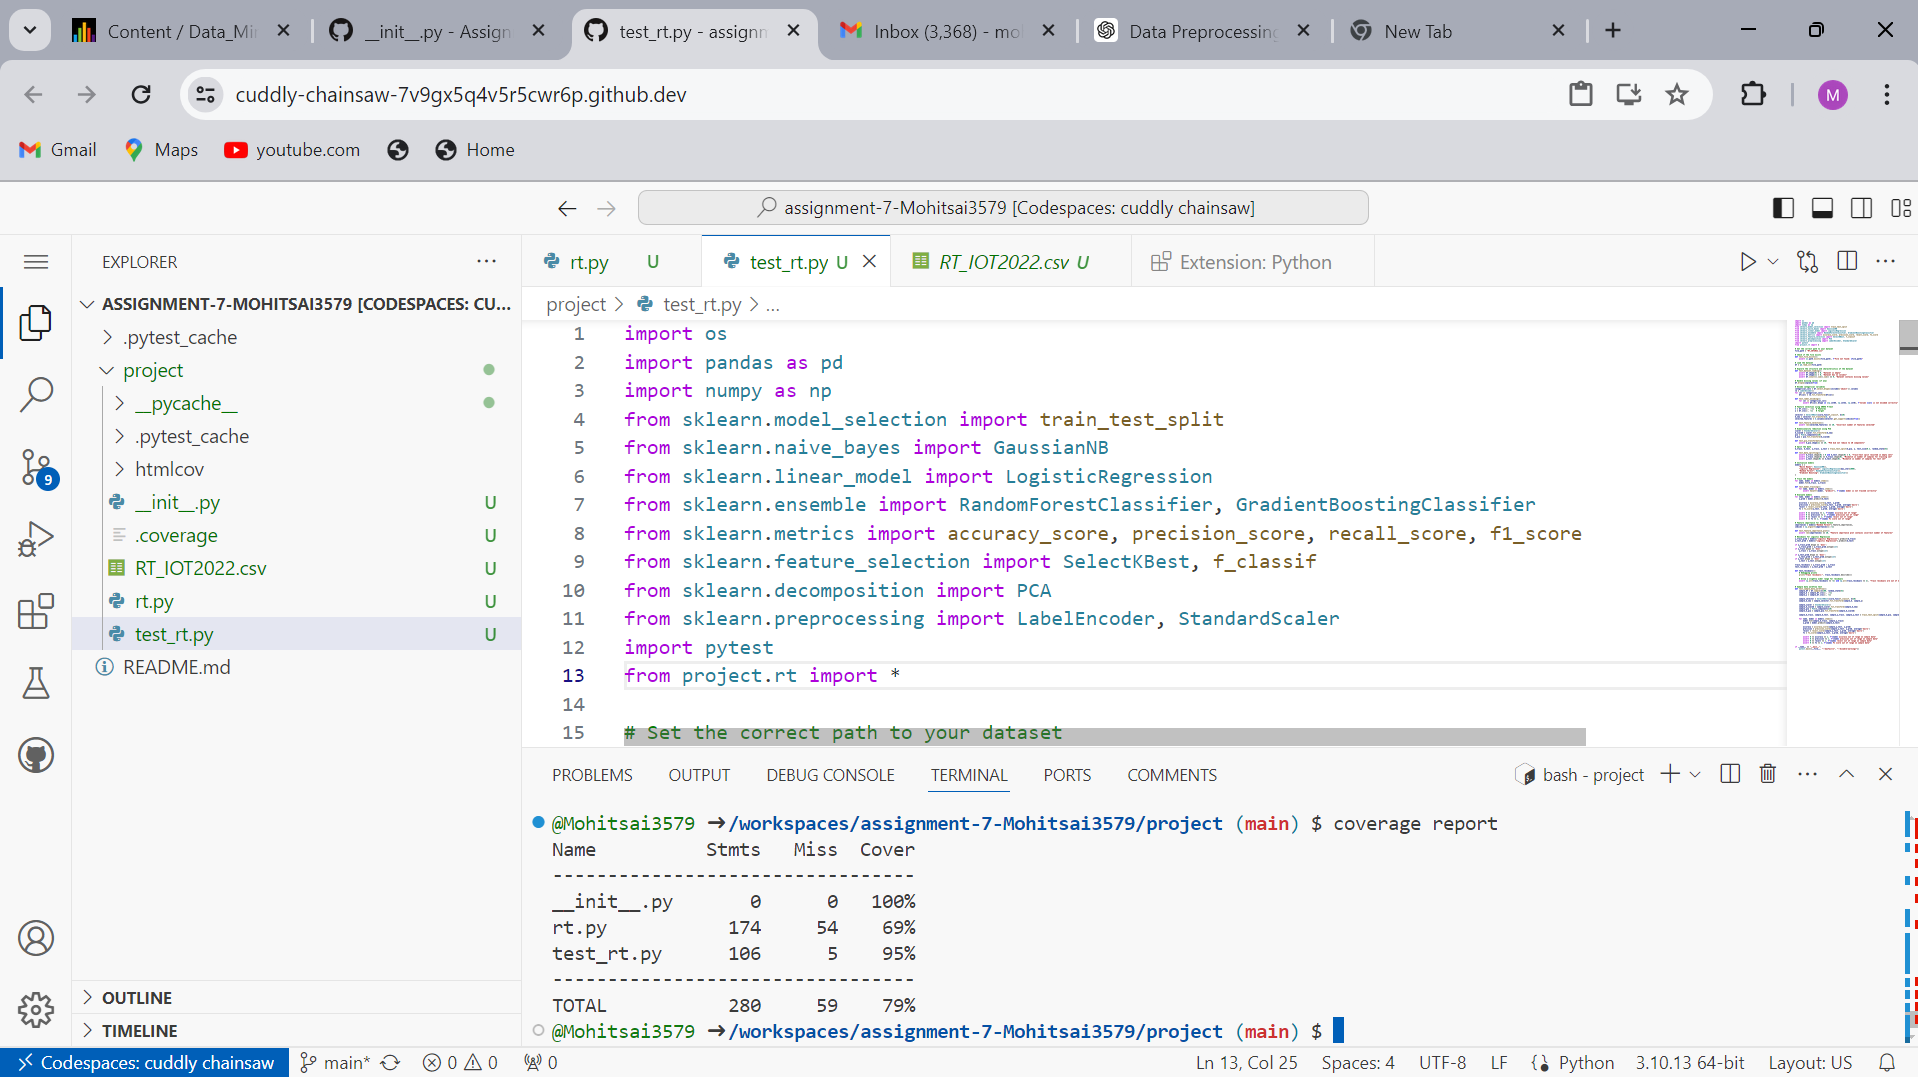 Content / Data_Mi
__init__.py - Assign
test_rt.py - assignm
Inbox (3,368) - mo
Data Preprocessing
New Tab
cuddly-chainsaw-7v9gx5q4v5r5cwr6p.github.dev
M
Gmail
Maps
youtube.com
Home
assignment-7-Mohitsai3579 [Codespaces: cuddly chainsaw]
EXPLORER
rt.py U
test_rt.py U
RT_IOT2022.csv U
Extension: Python
ASSIGNMENT-7-MOHITSAI3579 [CODESPACES: CU...
project > test_rt.py > ...
.pytest_cache
project
__pycache__
.pytest_cache
htmlcov
__init__.py U
.coverage U
RT_IOT2022.csv U
rt.py U
test_rt.py U
README.md
9
OUTLINE
TIMELINE
1 import os
2 import pandas as pd
3 import numpy as np
4 from sklearn.model_selection import train_test_split
5 from sklearn.naive_bayes import GaussianNB
6 from sklearn.linear_model import LogisticRegression
7 from sklearn.ensemble import RandomForestClassifier, GradientBoostingClassifier
8 from sklearn.metrics import accuracy_score, precision_score, recall_score, f1_score
9 from sklearn.feature_selection import SelectKBest, f_classif
10 from sklearn.decomposition import PCA
11 from sklearn.preprocessing import LabelEncoder, StandardScaler
12 import pytest
13 from project.rt import *
14
15 # Set the correct path to your dataset
PROBLEMS OUTPUT DEBUG CONSOLE TERMINAL PORTS COMMENTS
bash - project
@Mohitsai3579 →/workspaces/assignment-7-Mohitsai3579/project (main) $ coverage report
Name Stmts Miss Cover
---------------------------------
__init__.py 0 0 100%
rt.py 174 54 69%
test_rt.py 106 5 95%
---------------------------------
TOTAL 280 59 79%
@Mohitsai3579 →/workspaces/assignment-7-Mohitsai3579/project (main) $
Codespaces: cuddly chainsaw
main*
0 0
0
Ln 13, Col 25
Spaces: 4
UTF-8
LF
Python
3.10.13 64-bit
Layout: US